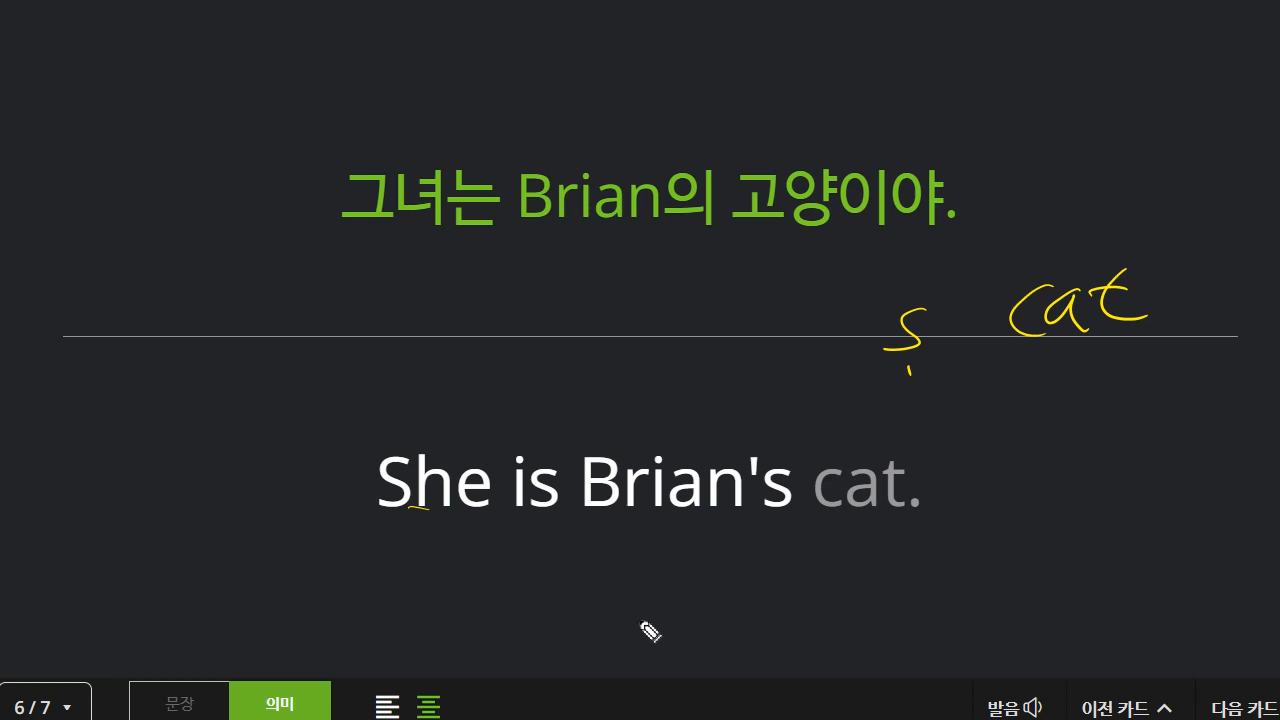 그녀는 Brian의 고양이야.
s cat
She is Brian's cat.
6 / 7 문장 의미 발음 이전 카드 다음 카드